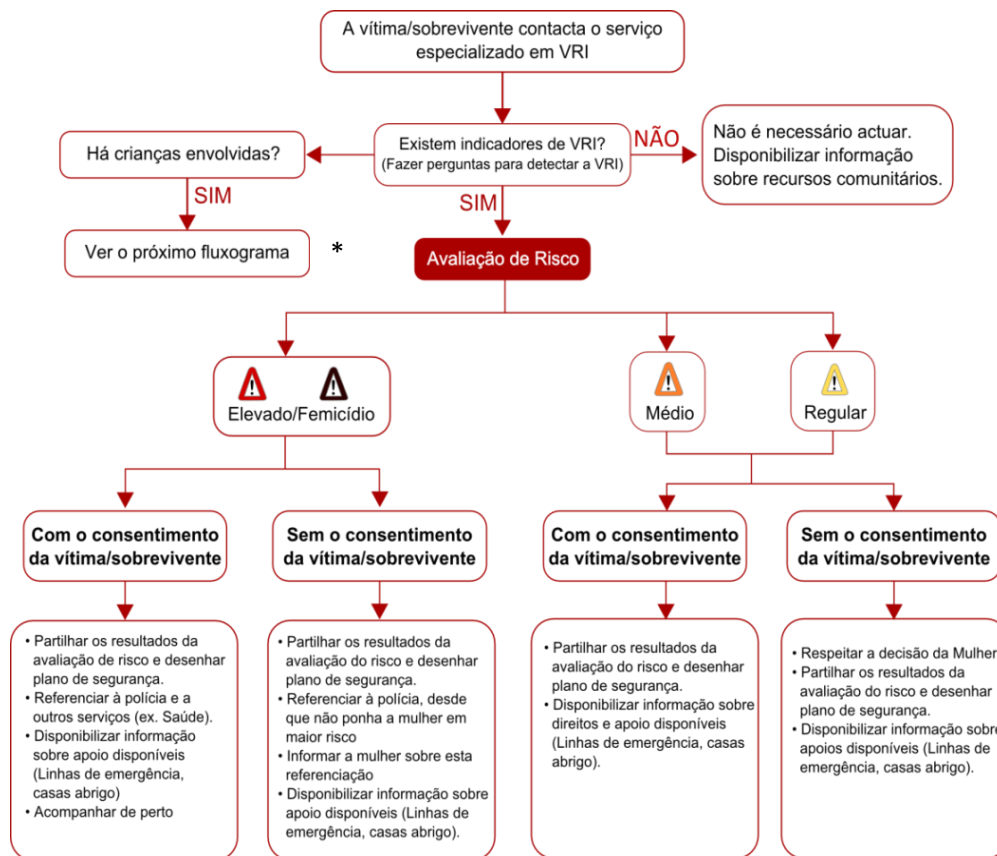 A vítima/sobrevivente contacta o serviço
especializado em VRI
Há crianças envolvidas?
Existem indicadores de VRI?
(Fazer perguntas para detectar a VRI)
NÃO
Não é necessário actuar.
Disponibilizar informação
sobre recursos comunitários.
SIM
SIM
Ver o próximo fluxograma
*
Avaliação de Risco
Elevado/Femicídio
Médio
Regular
Com o consentimento
da vítima/sobrevivente
Sem o consentimento
da vítima/sobrevivente
Com o consentimento
da vítima/sobrevivente
Sem o consentimento
da vítima/sobrevivente
• Partilhar os resultados da
avaliação de risco e desenhar
plano de segurança.
• Referenciar à polícia e a
outros serviços (ex. Saúde).
• Disponibilizar informação
sobre apoio disponíveis
(Linhas de emergência,
casas abrigo)
• Acompanhar de perto
• Partilhar os resultados da
avaliação do risco e desenhar
plano de segurança.
• Referenciar à polícia, desde
que não ponha a mulher em
maior risco
• Informar a mulher sobre esta
referenciação
• Disponibilizar informação sobre
apoio disponíveis (Linhas de
emergência, casas abrigo).
• Partilhar os resultados da
avaliação do risco e desenhar
plano de segurança.
• Disponibilizar informação sobre
direitos e apoio disponíveis
(Linhas de emergência, casas
abrigo).
• Respeitar a decisão da Mulher
• Partilhar os resultados da
avaliação do risco e desenhar
plano de segurança.
• Disponibilizar informação sobre
apoios disponíveis (Linhas de
emergência, casas abrigo).